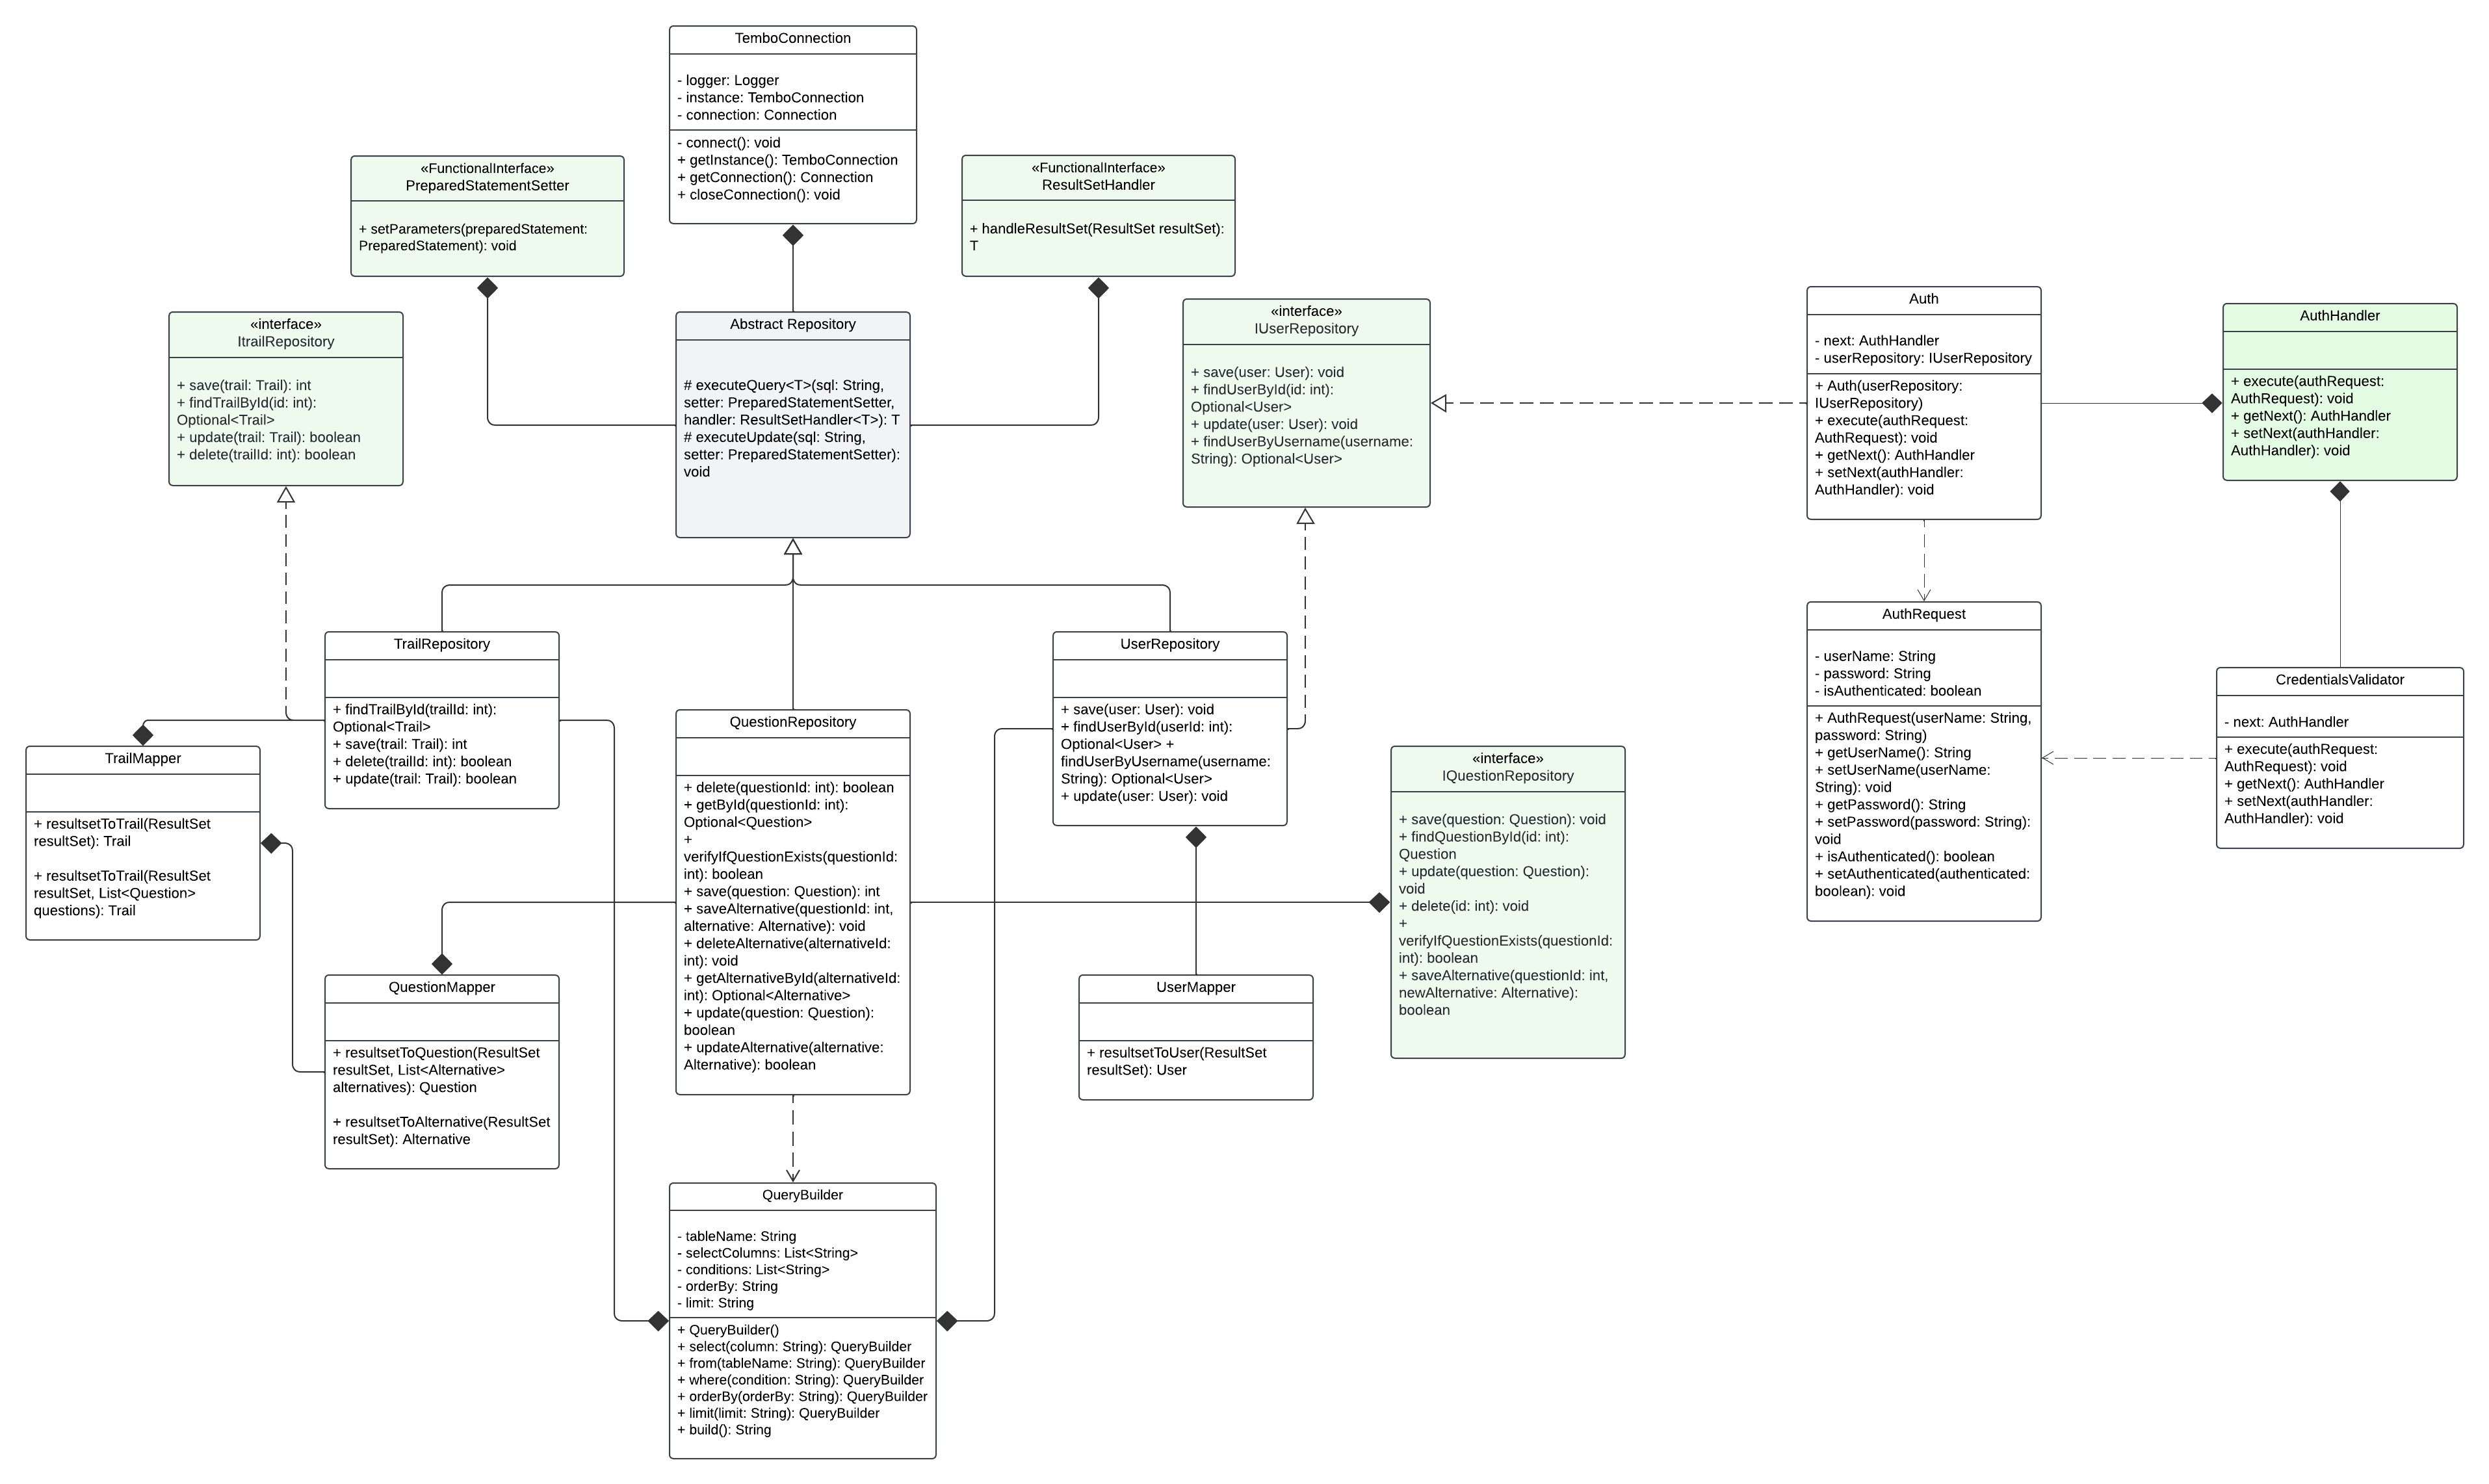 TemboConnection
- logger: Logger
- instance: TemboConnection
- connection: Connection
- connect(): void
+ getInstance(): TemboConnection
+ getConnection(): Connection
+ closeConnection(): void
«FunctionalInterface»
PreparedStatementSetter
+ setParameters(preparedStatement:
PreparedStatement): void
«FunctionalInterface»
ResultSetHandler
+ handleResultSet(ResultSet resultSet):
T
«interface»
ItrailRepository
+ save(trail: Trail): int
+ findTrailById(id: int):
Optional<Trail>
+ update(trail: Trail): boolean
+ delete(trailId: int): boolean
Abstract Repository
# executeQuery<T>(sql: String,
setter: PreparedStatementSetter,
handler: ResultSetHandler<T>): T
# executeUpdate(sql: String,
setter: PreparedStatementSetter):
void
«interface»
IUserRepository
+ save(user: User): void
+ findUserById(id: int):
Optional<User>
+ update(user: User): void
+ findUserByUsername(username:
String): Optional<User>
Auth
- next: AuthHandler
- userRepository: IUserRepository
+ Auth(userRepository:
IUserRepository)
+ execute(authRequest:
AuthRequest): void
+ getNext(): AuthHandler
+ setNext(authHandler:
AuthHandler): void
AuthHandler
+ execute(authRequest:
AuthRequest): void
+ getNext(): AuthHandler
+ setNext(authHandler:
AuthHandler): void
TrailRepository
+ findTrailById(trailId: int):
Optional<Trail>
+ save(trail: Trail): int
+ delete(trailId: int): boolean
+ update(trail: Trail): boolean
QuestionRepository
+ delete(questionId: int): boolean
+ getById(questionId: int):
Optional<Question>
+
verifyIfQuestionExists(questionId:
int): boolean
+ save(question: Question): int
+ saveAlternative(questionId: int,
alternative: Alternative): void
+ deleteAlternative(alternativeId:
int): void
+ getAlternativeById(alternativeId:
int): Optional<Alternative>
+ update(question: Question):
boolean
+ updateAlternative(alternative:
Alternative): boolean
UserRepository
+ save(user: User): void
+ findUserById(userId: int):
Optional<User> +
findUserByUsername(username:
String): Optional<User>
+ update(user: User): void
AuthRequest
- userName: String
- password: String
- isAuthenticated: boolean
+ AuthRequest(userName: String,
password: String)
+ getUserName(): String
+ setUserName(userName:
String): void
+ getPassword(): String
+ setPassword(password: String):
void
+ isAuthenticated(): boolean
+ setAuthenticated(authenticated:
boolean): void
CredentialsValidator
- next: AuthHandler
+ execute(authRequest:
AuthRequest): void
+ getNext(): AuthHandler
+ setNext(authHandler:
AuthHandler): void
TrailMapper
+ resultsetToTrail(ResultSet
resultSet): Trail
+ resultsetToTrail(ResultSet
resultSet, List<Question>
questions): Trail
«interface»
IQuestionRepository
+ save(question: Question): void
+ findQuestionById(id: int):
Question
+ update(question: Question):
void
+ delete(id: int): void
+
verifyIfQuestionExists(questionId:
int): boolean
+ saveAlternative(questionId: int,
newAlternative: Alternative):
boolean
QuestionMapper
+ resultsetToQuestion(ResultSet
resultSet, List<Alternative>
alternatives): Question
+ resultsetToAlternative(ResultSet
resultSet): Alternative
UserMapper
+ resultsetToUser(ResultSet
resultSet): User
QueryBuilder
- tableName: String
- selectColumns: List<String>
- conditions: List<String>
- orderBy: String
- limit: String
+ QueryBuilder()
+ select(column: String): QueryBuilder
+ from(tableName: String): QueryBuilder
+ where(condition: String): QueryBuilder
+ orderBy(orderBy: String): QueryBuilder
+ limit(limit: String): QueryBuilder
+ build(): String